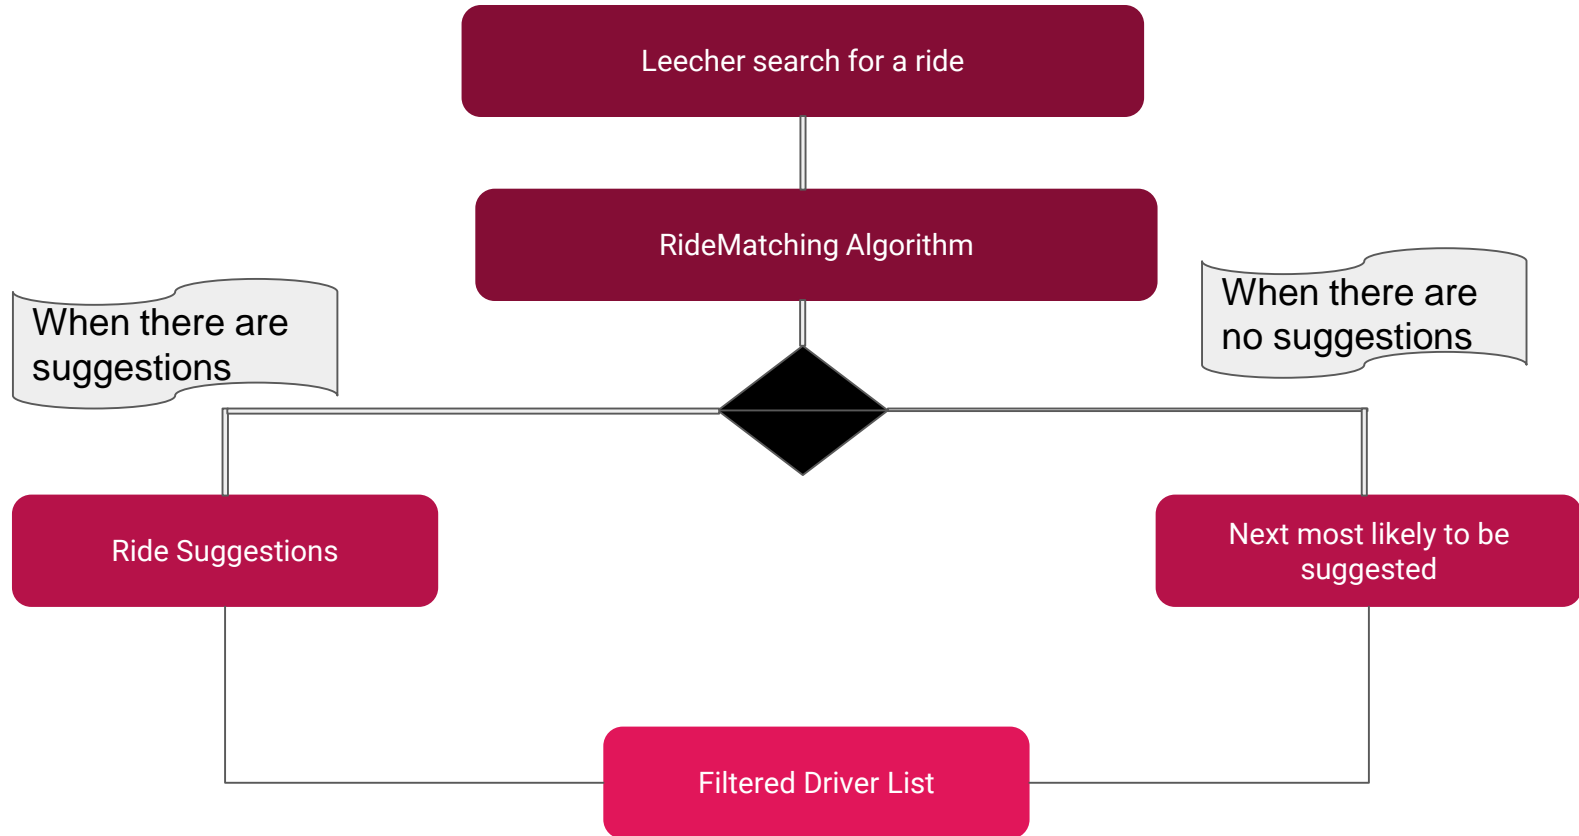 Leecher search for a ride
RideMatching Algorithm
When there are
suggestions
When there are
no suggestions
Ride Suggestions
Next most likely to be
suggested
Filtered Driver List